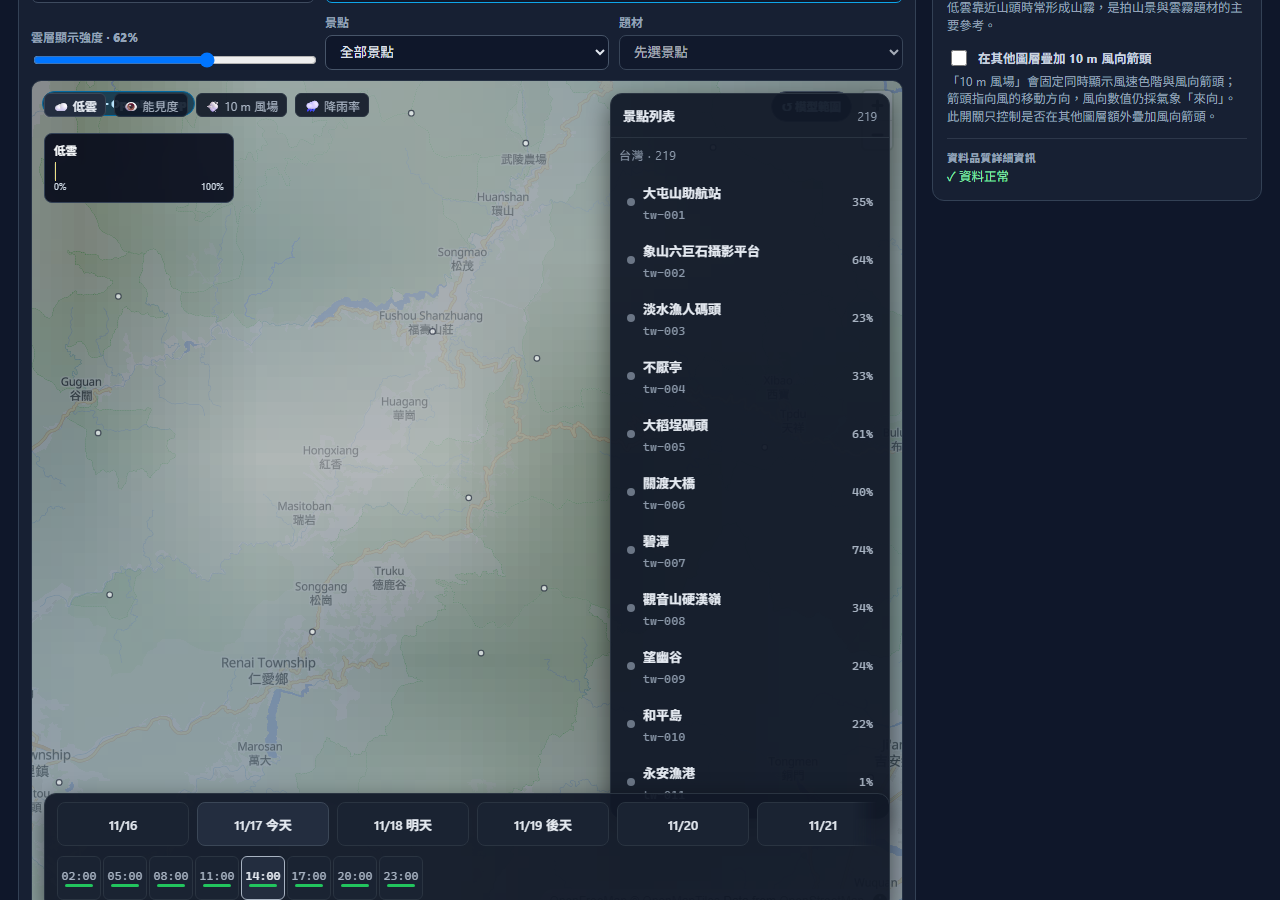 雲層顯示強度 · 62%
景點
全部景點
題材
先選景點
低雲
能見度
10 m 風場
降雨率
低雲
0%
100%
武陵農場
Huanshan
環山
Songmao
松茂
Fushou Shanzhuang
福壽山莊
Guguan
谷關
Huagang
華崗
Hongxiang
紅香
Masitoban
瑞岩
Truku
德鹿谷
Songgang
松崗
Renai Township
仁愛鄉
Marosan
萬大
wnship
景點列表
219
台灣 · 219
大屯山助航站
tw-001
35%
象山六巨石攝影平台
tw-002
64%
淡水漁人碼頭
tw-003
23%
不厭亭
tw-004
33%
大稻埕碼頭
tw-005
61%
關渡大橋
tw-006
40%
碧潭
tw-007
74%
觀音山硬漢嶺
tw-008
34%
望幽谷
tw-009
24%
和平島
tw-010
22%
永安漁港
1%
11/16
11/17 今天
11/18 明天
11/19 後天
11/20
11/21
02:00
05:00
08:00
11:00
14:00
17:00
20:00
23:00
低雲靠近山頭時常形成山霧，是拍山景與雲霧題材的主
要參考。
在其他圖層疊加 10 m 風向箭頭
「10 m 風場」會固定同時顯示風速色階與風向箭頭；
箭頭指向風的移動方向，風向數值仍採氣象「來向」。
此開關只控制是否在其他圖層額外疊加風向箭頭。
資料品質詳細資訊
✓ 資料正常